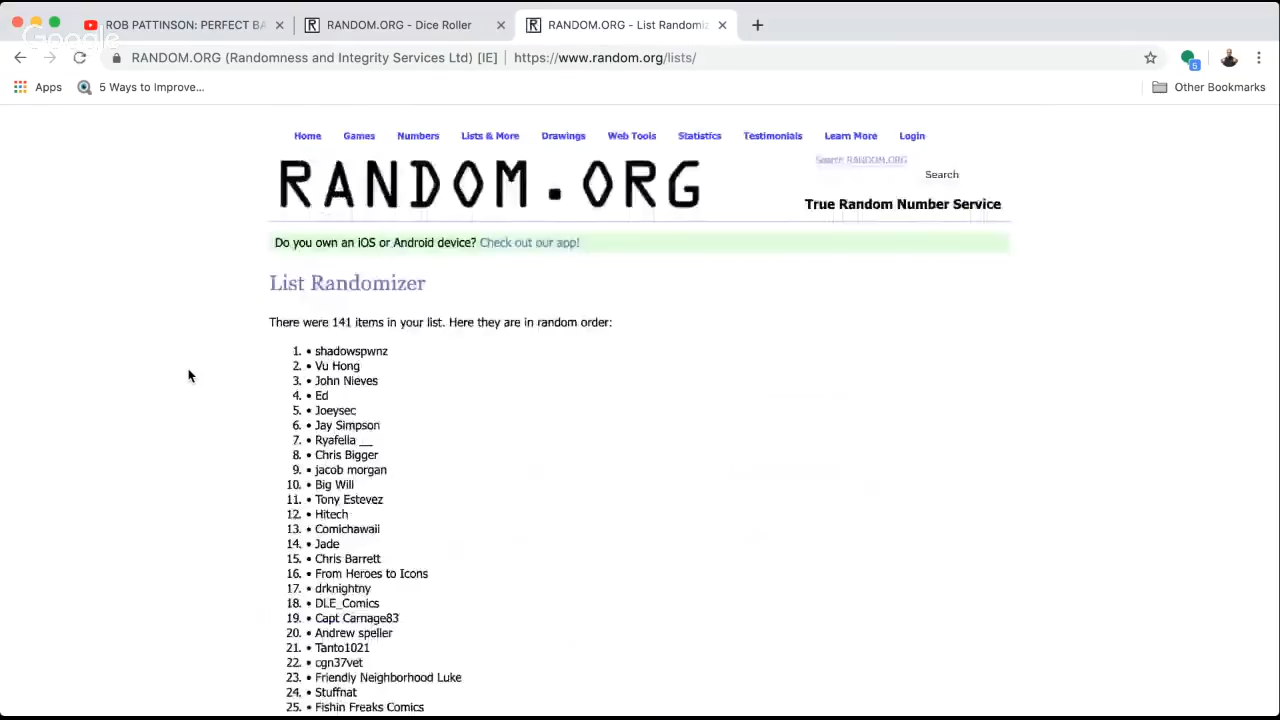 ROB PATTINSON: PERFECT BA
RANDOM.ORG - Dice Roller
RANDOM.ORG - List Randomiz
Google
RANDOM.ORG (Randomness and Integrity Services Ltd) [IE] https://www.random.org/lists/
5
Apps 5 Ways to Improve... Other Bookmarks
Home Games Numbers Lists & More Drawings Web Tools Statistics Testimonials Learn More Login
RANDOM.ORG
Search RANDOM.ORG
Search
True Random Number Service
Do you own an iOS or Android device? Check out our app!
List Randomizer
There were 141 items in your list. Here they are in random order:
1. • shadowspwnz
2. • Vu Hong
3. • John Nieves
4. • Ed
5. • Joeysec
6. • Jay Simpson
7. • Ryafella __
8. • Chris Bigger
9. • jacob morgan
10. • Big Will
11. • Tony Estevez
12. • Hitech
13. • Comichawaii
14. • Jade
15. • Chris Barrett
16. • From Heroes to Icons
17. • drknightny
18. • DLE_Comics
19. • Capt Carnage83
20. • Andrew speller
21. • Tanto1021
22. • cgn37vet
23. • Friendly Neighborhood Luke
24. • Stuffnat
25. • Fishin Freaks Comics